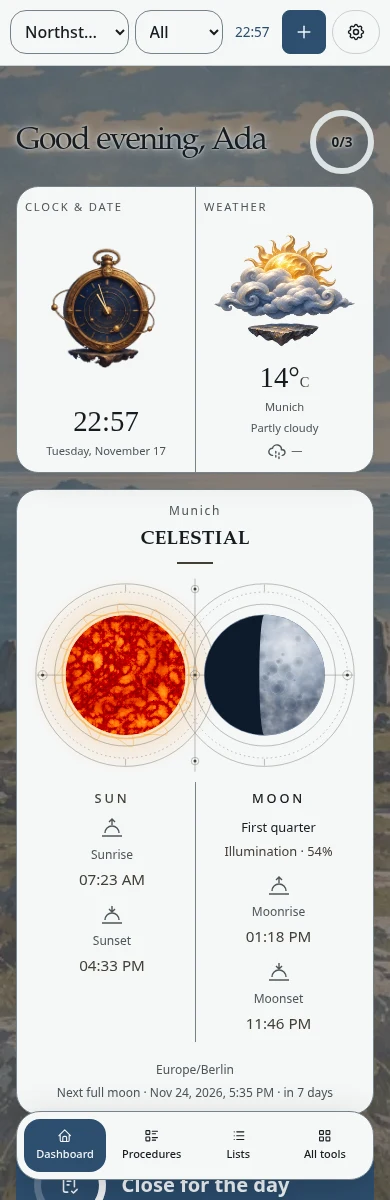 Northst...
All
22:57
Good evening, Ada
0/3
CLOCK & DATE
22:57
Tuesday, November 17
WEATHER
14°C
Munich
Partly cloudy
—
Munich
CELESTIAL
SUN
Sunrise
07:23 AM
Sunset
04:33 PM
MOON
First quarter
Illumination · 54%
Moonrise
01:18 PM
Moonset
11:46 PM
Europe/Berlin
Next full moon · Nov 24, 2026, 5:35 PM · in 7 days
Dashboard
Procedures
Lists
All tools
Close for the day